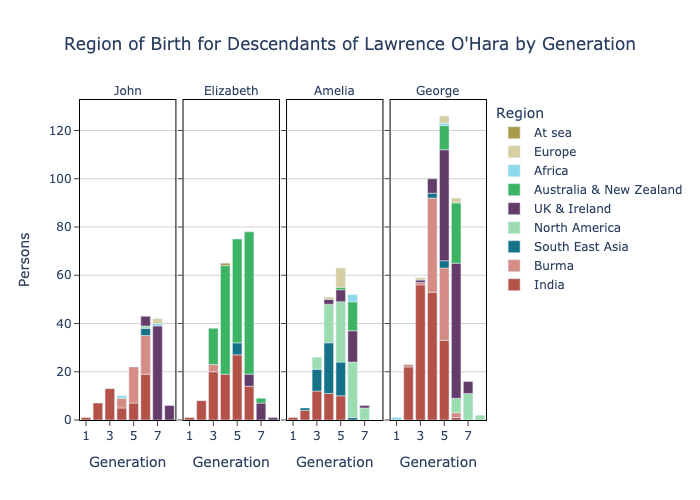 Region of Birth for Descendants of Lawrence O'Hara by Generation
John
Elizabeth
Amelia
George
Region
At sea
Europe
Africa
Australia & New Zealand
UK & Ireland
North America
South East Asia
Burma
India
Persons
120
100
80
60
40
20
0
1 3 5 7
1 3 5 7
1 3 5 7
1 3 5 7
Generation
Generation
Generation
Generation